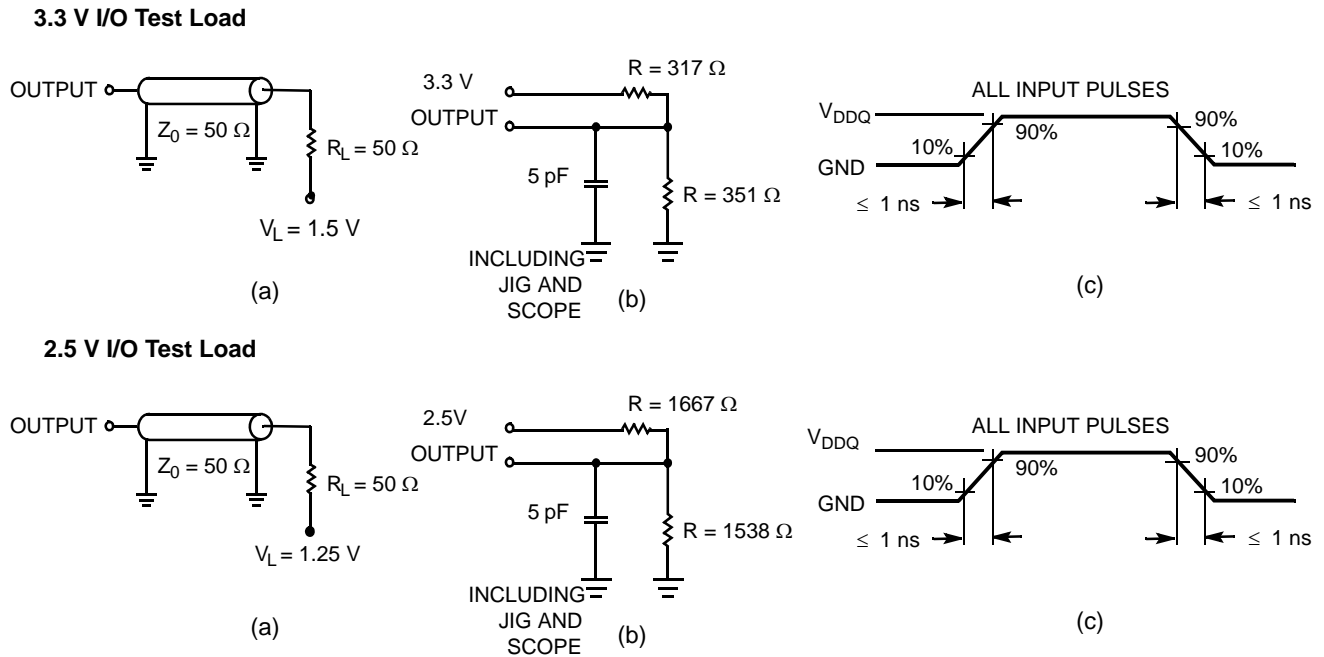 3.3 V I/O Test Load
OUTPUT
Z0 = 50 Ω
RL = 50 Ω
VL = 1.5 V
(a)
3.3 V
OUTPUT
R = 317 Ω
5 pF
R = 351 Ω
INCLUDING
JIG AND
SCOPE
(b)
ALL INPUT PULSES
VDDQ
GND
10%
90%
90%
10%
≤ 1 ns
≤ 1 ns
(c)
2.5 V I/O Test Load
OUTPUT
Z0 = 50 Ω
RL = 50 Ω
VL = 1.25 V
(a)
2.5V
OUTPUT
R = 1667 Ω
5 pF
R = 1538 Ω
INCLUDING
JIG AND
SCOPE
(b)
ALL INPUT PULSES
VDDQ
GND
10%
90%
90%
10%
≤ 1 ns
≤ 1 ns
(c)